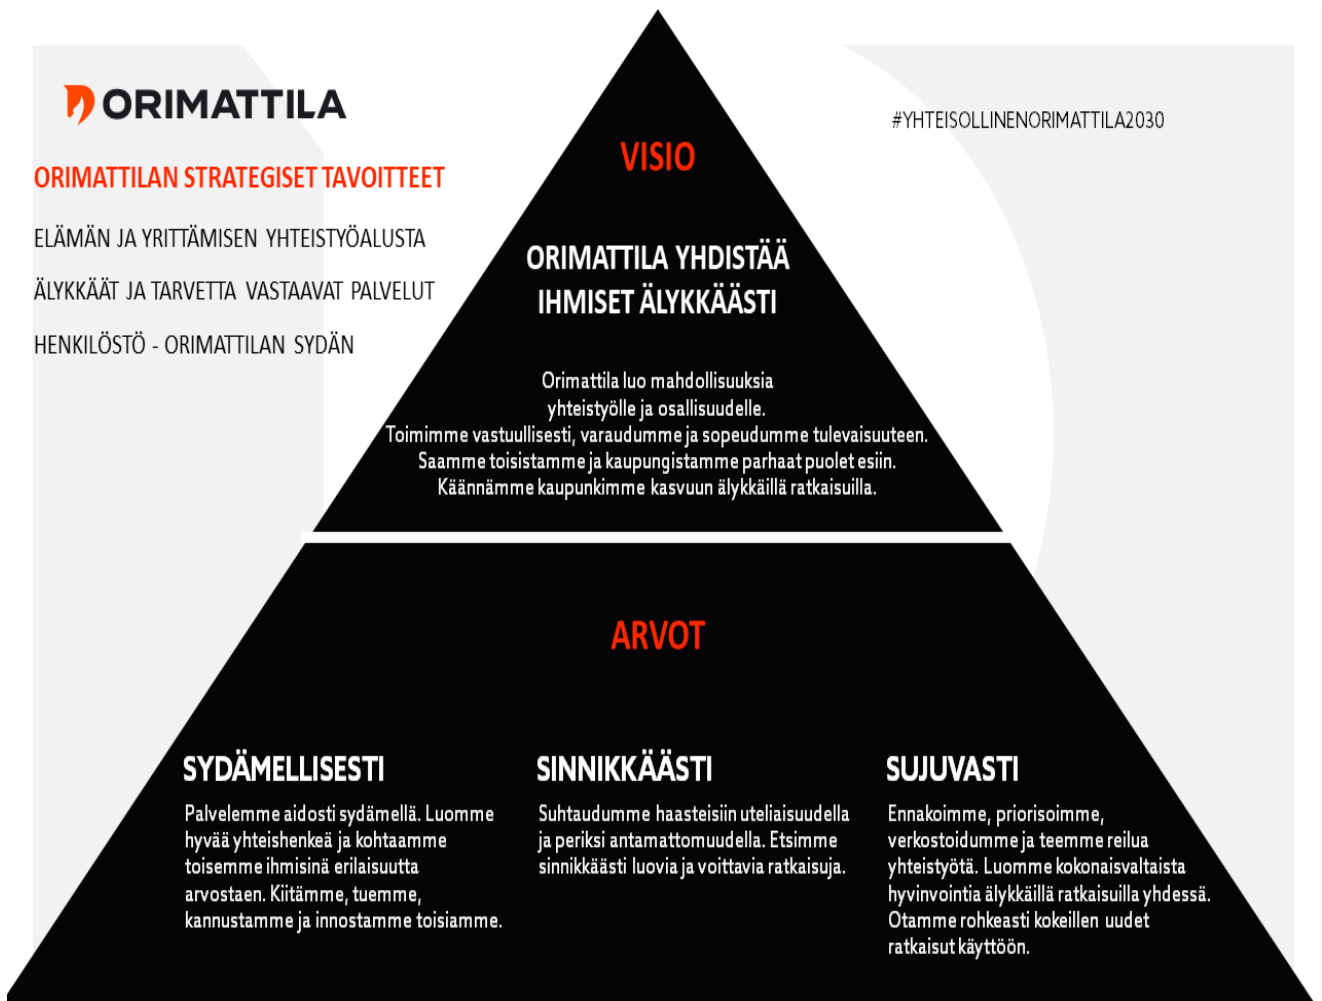 ORIMATTILA
#YHTEISOLLINENORIMATTILA2030
ORIMATTILAN STRATEGISET TAVOITTEET
ELÄMÄN JA YRITTÄMISEN YHTEISTYÖALUSTA
ÄLYKKÄÄT JA TARVETTA VASTAAVAT PALVELUT
HENKILÖSTÖ - ORIMATTILAN SYDÄN
VISIO
ORIMATTILA YHDISTÄÄ
IHMISET ÄLYKKÄÄSTI
Orimattila luo mahdollisuuksia
yhteistyölle ja osallisuudelle.
Toimimme vastuullisesti, varaudumme ja sopeudumme tulevaisuuteen.
Saamme toisistamme ja kaupungistamme parhaat puolet esiin.
Käännämme kaupunkimme kasvuun älykkäillä ratkaisuilla.
ARVOT
SYDÄMELLISESTI
Palvelemme aidosti sydämellä. Luomme
hyvää yhteishenkeä ja kohtaamme
toisemme ihmisinä erilaisuutta
arvostaen. Kiitämme, tuemme,
kannustamme ja innostamme toisiamme.
SINNIKKÄÄSTI
Suhtaudumme haasteisiin uteliaisuudella
ja periksi antamattomuudella. Etsimme
sinnikkäästi luovia ja voittavia ratkaisuja.
SUJUVASTI
Ennakoimme, priorisoimme,
verkostoidumme ja teemme reilua
yhteistyötä. Luomme kokonaisvaltaista
hyvinvointia älykkäillä ratkaisuilla yhdessä.
Otamme rohkeasti kokeillen uudet
ratkaisut käyttöön.